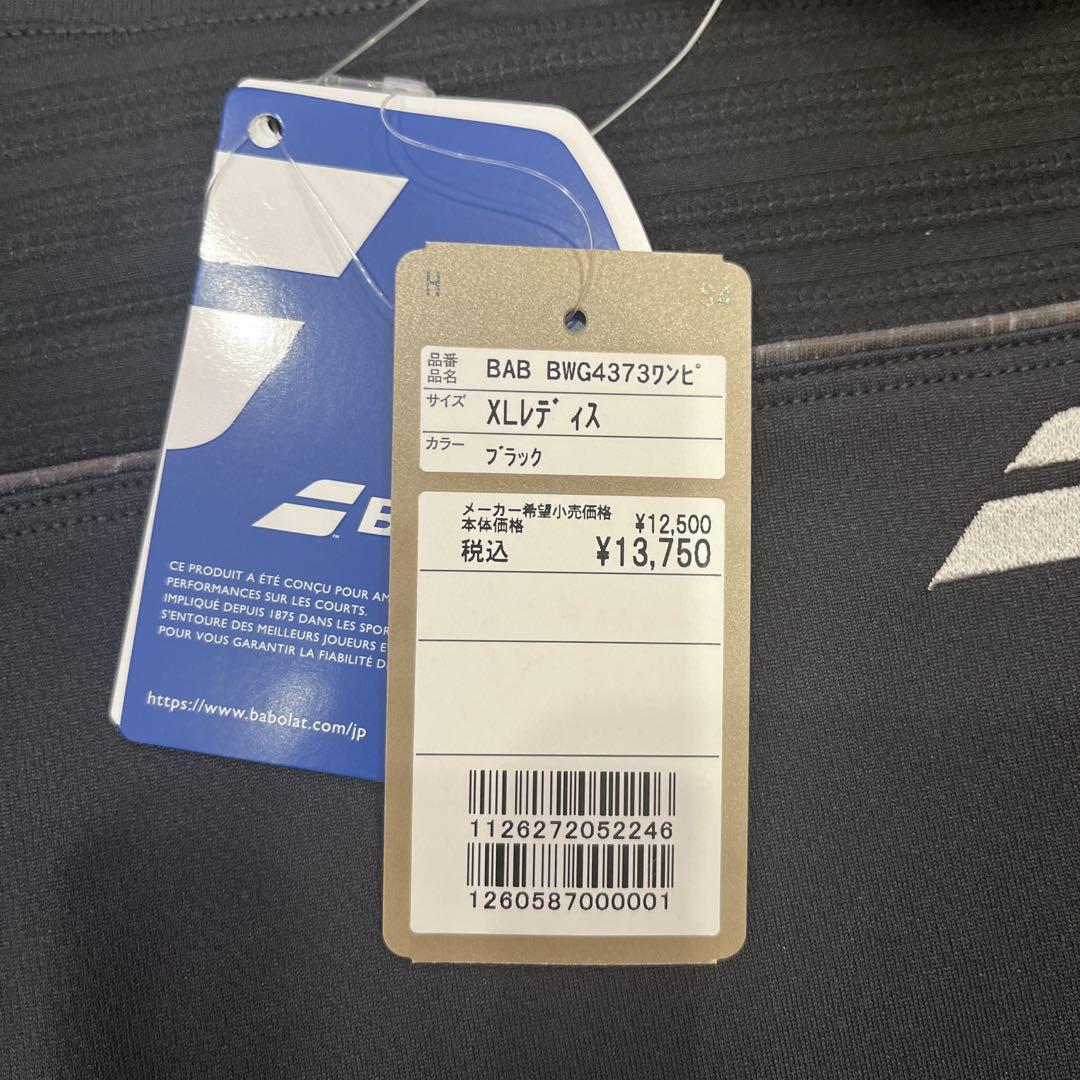 H
S4
品番
品名
BAB BWG4373ワンピ
サイズ
XLレディス
カラー
ブラック
メーカー希望小売価格
本体価格 ¥12,500
税込 ¥13,750
1126272052246
1260587000001
B
CE PRODUIT A ÉTÉ CONÇU POUR AM
PERFORMANCES SUR LES COURTS.
IMPLIQUÉ DEPUIS 1875 DANS LES SPOR
S'ENTOURE DES MEILLEURS JOUEURS E
POUR VOUS GARANTIR LA FIABILITÉ D
https://www.babolat.com/jp